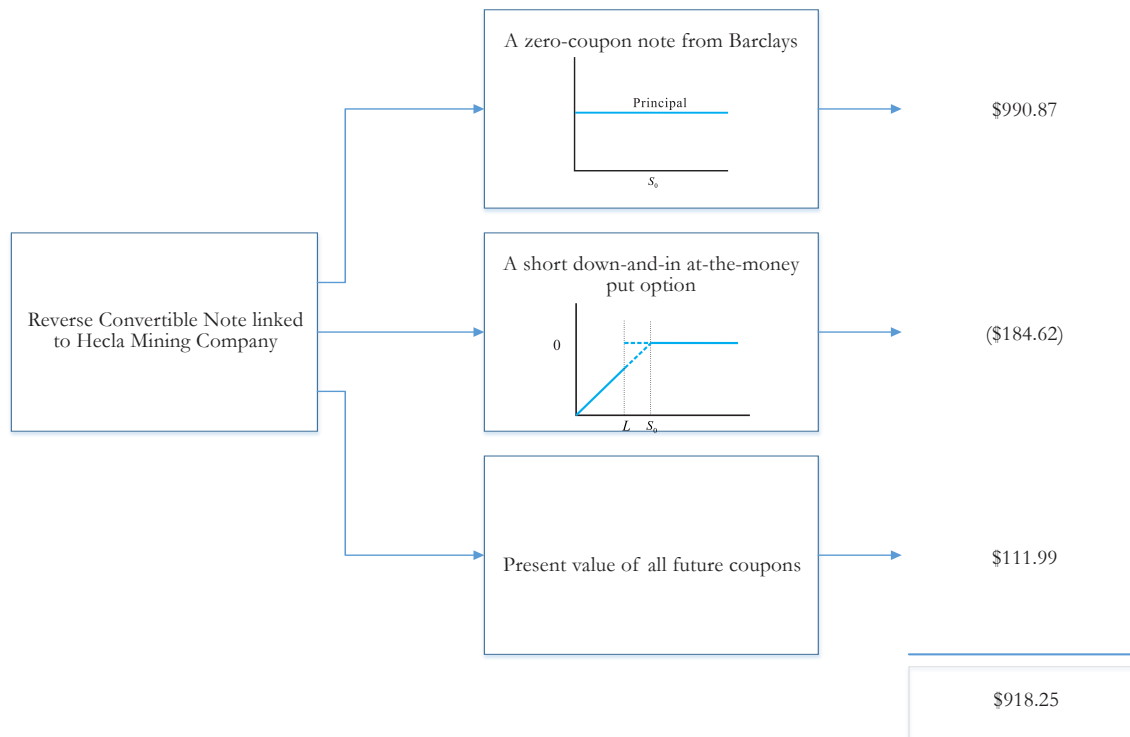 A zero-coupon note from Barclays
Principal
S₀
$990.87
Reverse Convertible Note linked
to Hecla Mining Company
A short down-and-in at-the-money
put option
0
L S₀
($184.62)
Present value of all future coupons
$111.99
$918.25